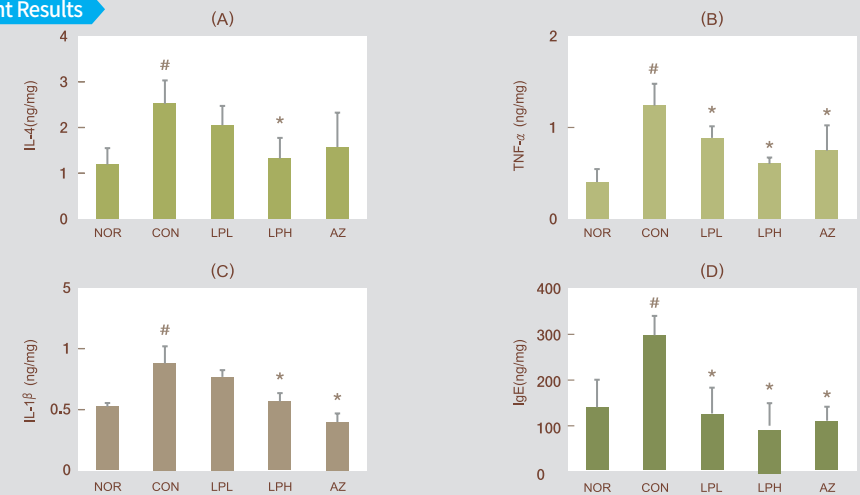 nt Results
(A)
IL-4(ng/mg)
4
3
2
1
0
#
*
NOR CON LPL LPH AZ
(B)
TNF-α (ng/mg)
2
1
0
#
*
*
*
NOR CON LPL LPH AZ
(C)
IL-1β (ng/mg)
5
1
0.5
0
#
*
*
NOR CON LPL LPH AZ
(D)
IgE(ng/mg)
400
300
200
100
0
#
*
*
*
NOR CON LPL LPH AZ